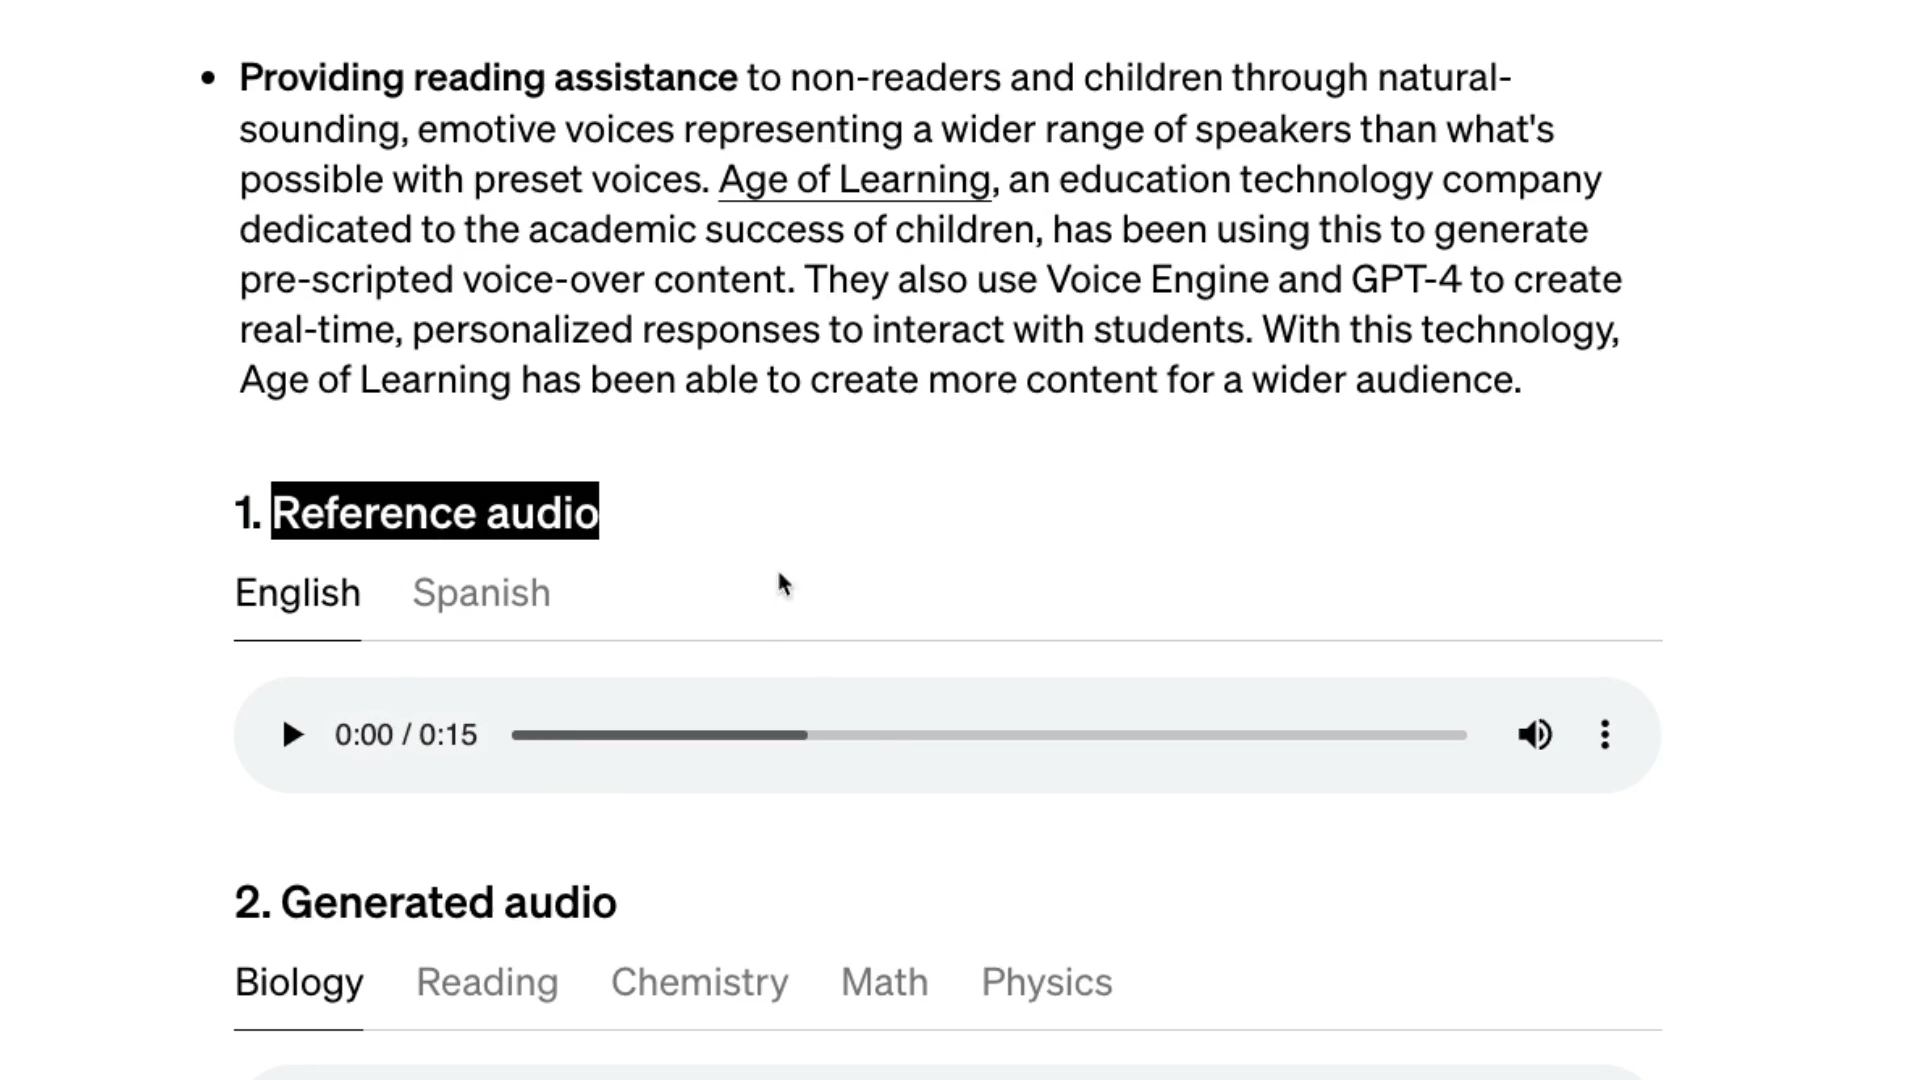 • Providing reading assistance to non-readers and children through natural-
sounding, emotive voices representing a wider range of speakers than what's
possible with preset voices. Age of Learning, an education technology company
dedicated to the academic success of children, has been using this to generate
pre-scripted voice-over content. They also use Voice Engine and GPT-4 to create
real-time, personalized responses to interact with students. With this technology,
Age of Learning has been able to create more content for a wider audience.
1. Reference audio
English Spanish
0:00 / 0:15
2. Generated audio
Biology Reading Chemistry Math Physics